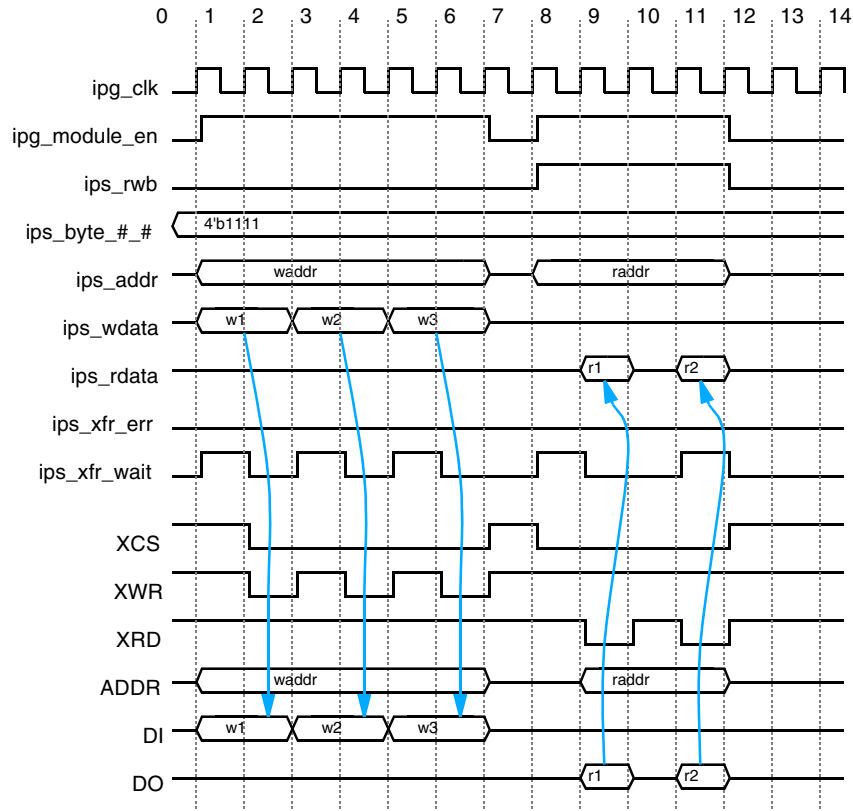 0 1 2 3 4 5 6 7 8 9 10 11 12 13 14
ipg_clk
ipg_module_en
ips_rwb
ips_byte_#_# 4'b1111
ips_addr waddr raddr
ips_wdata w1 w2 w3
ips_rdata r1 r2
ips_xfr_err
ips_xfr_wait
XCS
XWR
XRD
ADDR waddr raddr
DI w1 w2 w3
DO r1 r2